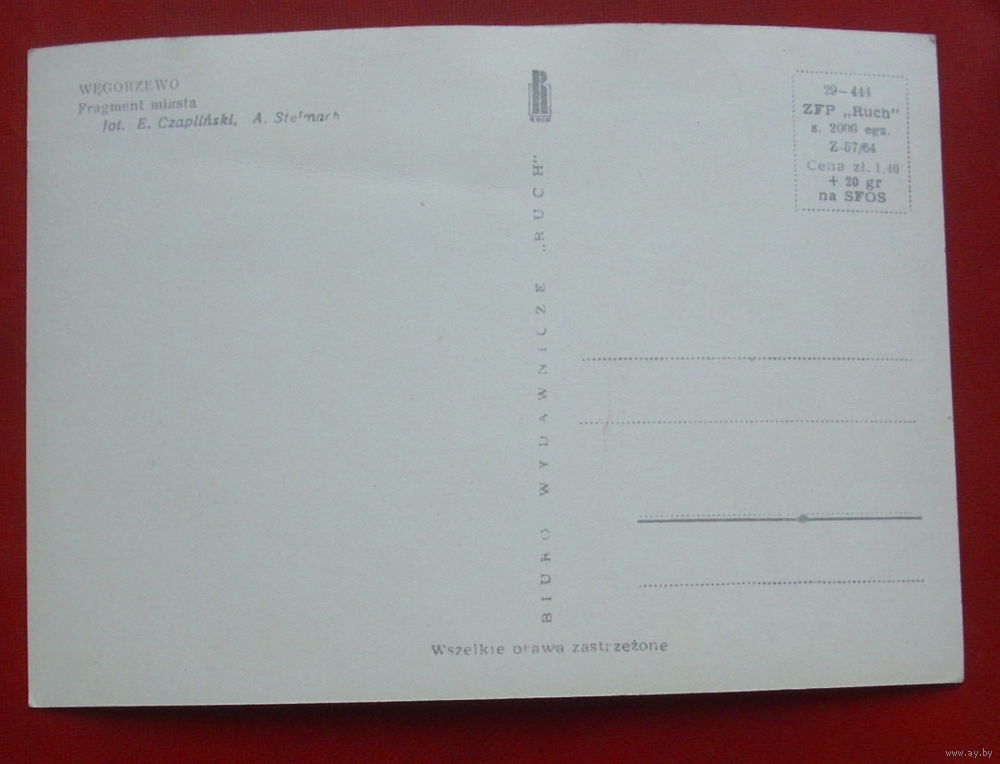 WĘGORZEWO
Fragment miasta
fot. E. Czapliński, A. Stelmach
RUCH
BIURO WYDAWNICZE „RUCH"
29-444
ZFP „Ruch"
z. 2000 egz.
Z-57/64
Cena zł. 1.40
+ 20 gr
na SFOS
Wszelkie prawa zastrzeżone
www.ay.by